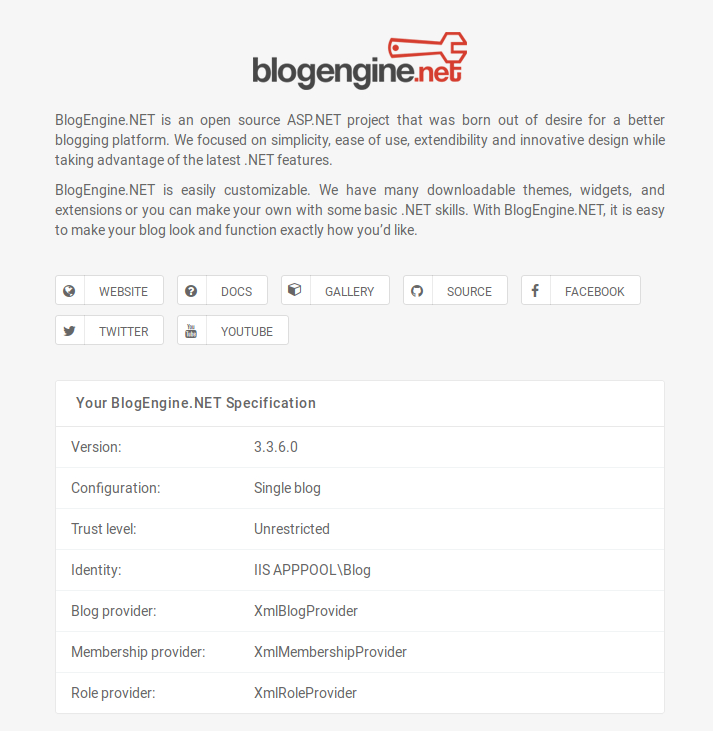 blogengine.net
BlogEngine.NET is an open source ASP.NET project that was born out of desire for a better
blogging platform. We focused on simplicity, ease of use, extendibility and innovative design while
taking advantage of the latest .NET features.
BlogEngine.NET is easily customizable. We have many downloadable themes, widgets, and
extensions or you can make your own with some basic .NET skills. With BlogEngine.NET, it is easy
to make your blog look and function exactly how you’d like.
WEBSITE DOCS GALLERY SOURCE FACEBOOK
TWITTER You Tube YOUTUBE
Your BlogEngine.NET Specification
Version: 3.3.6.0
Configuration: Single blog
Trust level: Unrestricted
Identity: IIS APPPOOL\Blog
Blog provider: XmlBlogProvider
Membership provider: XmlMembershipProvider
Role provider: XmlRoleProvider